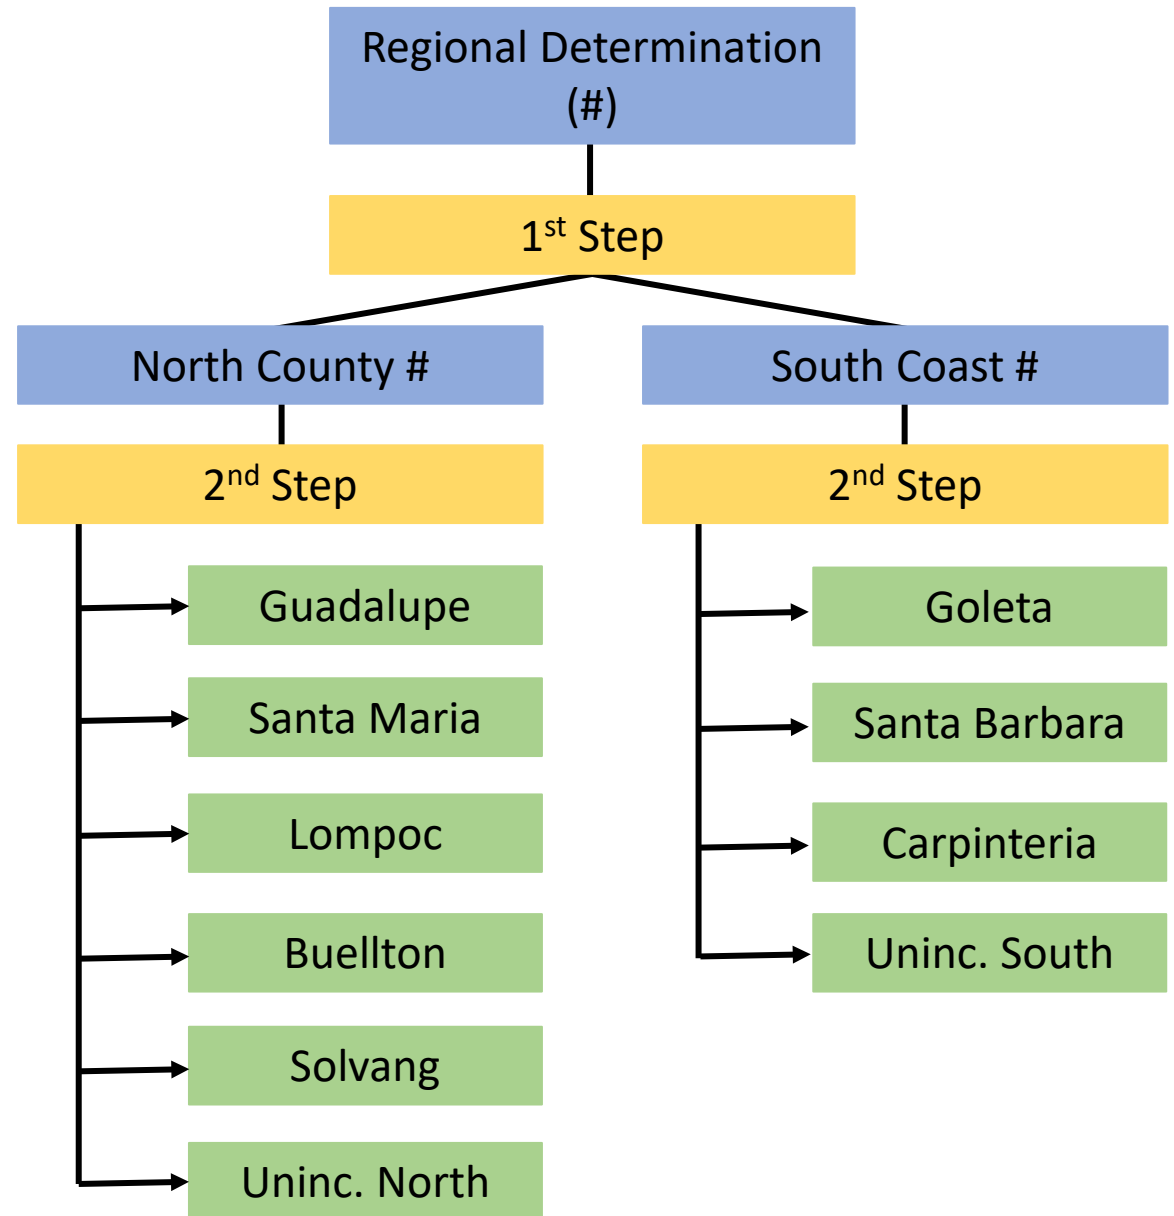 Regional Determination
(#)
1st Step
North County #
South Coast #
2nd Step
2nd Step
Guadalupe
Santa Maria
Lompoc
Buellton
Solvang
Uninc. North
Goleta
Santa Barbara
Carpinteria
Uninc. South